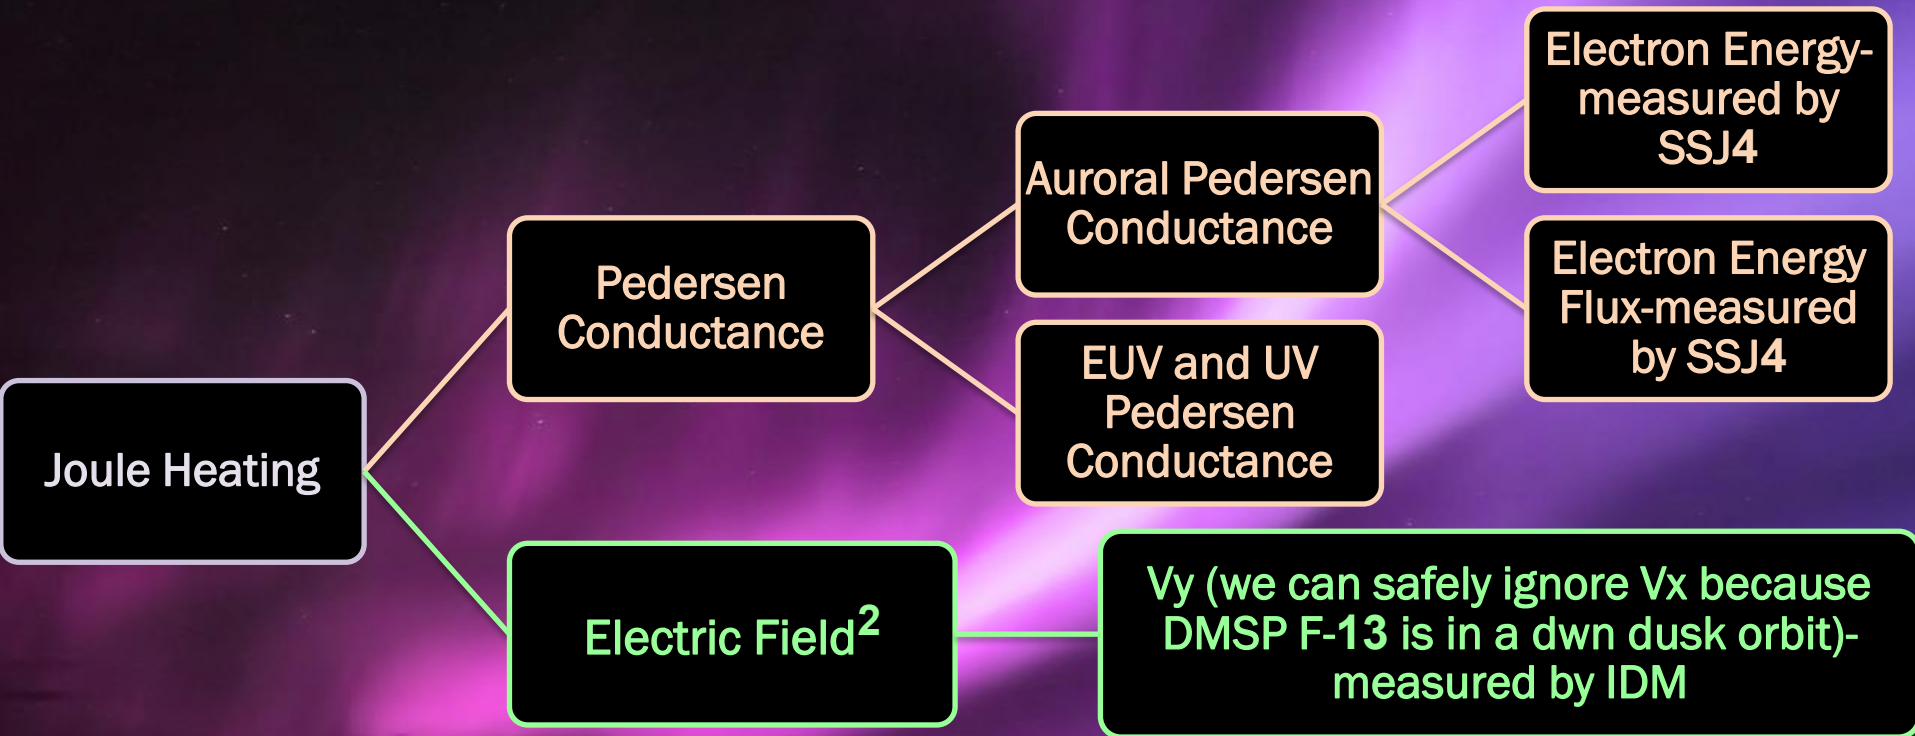 Joule Heating
Pedersen
Conductance
Auroral Pedersen
Conductance
Electron Energy-
measured by
SSJ4
Electron Energy
Flux-measured
by SSJ4
EUV and UV
Pedersen
Conductance
Electric Field²
Vy (we can safely ignore Vx because
DMSP F-13 is in a dwn dusk orbit)-
measured by IDM